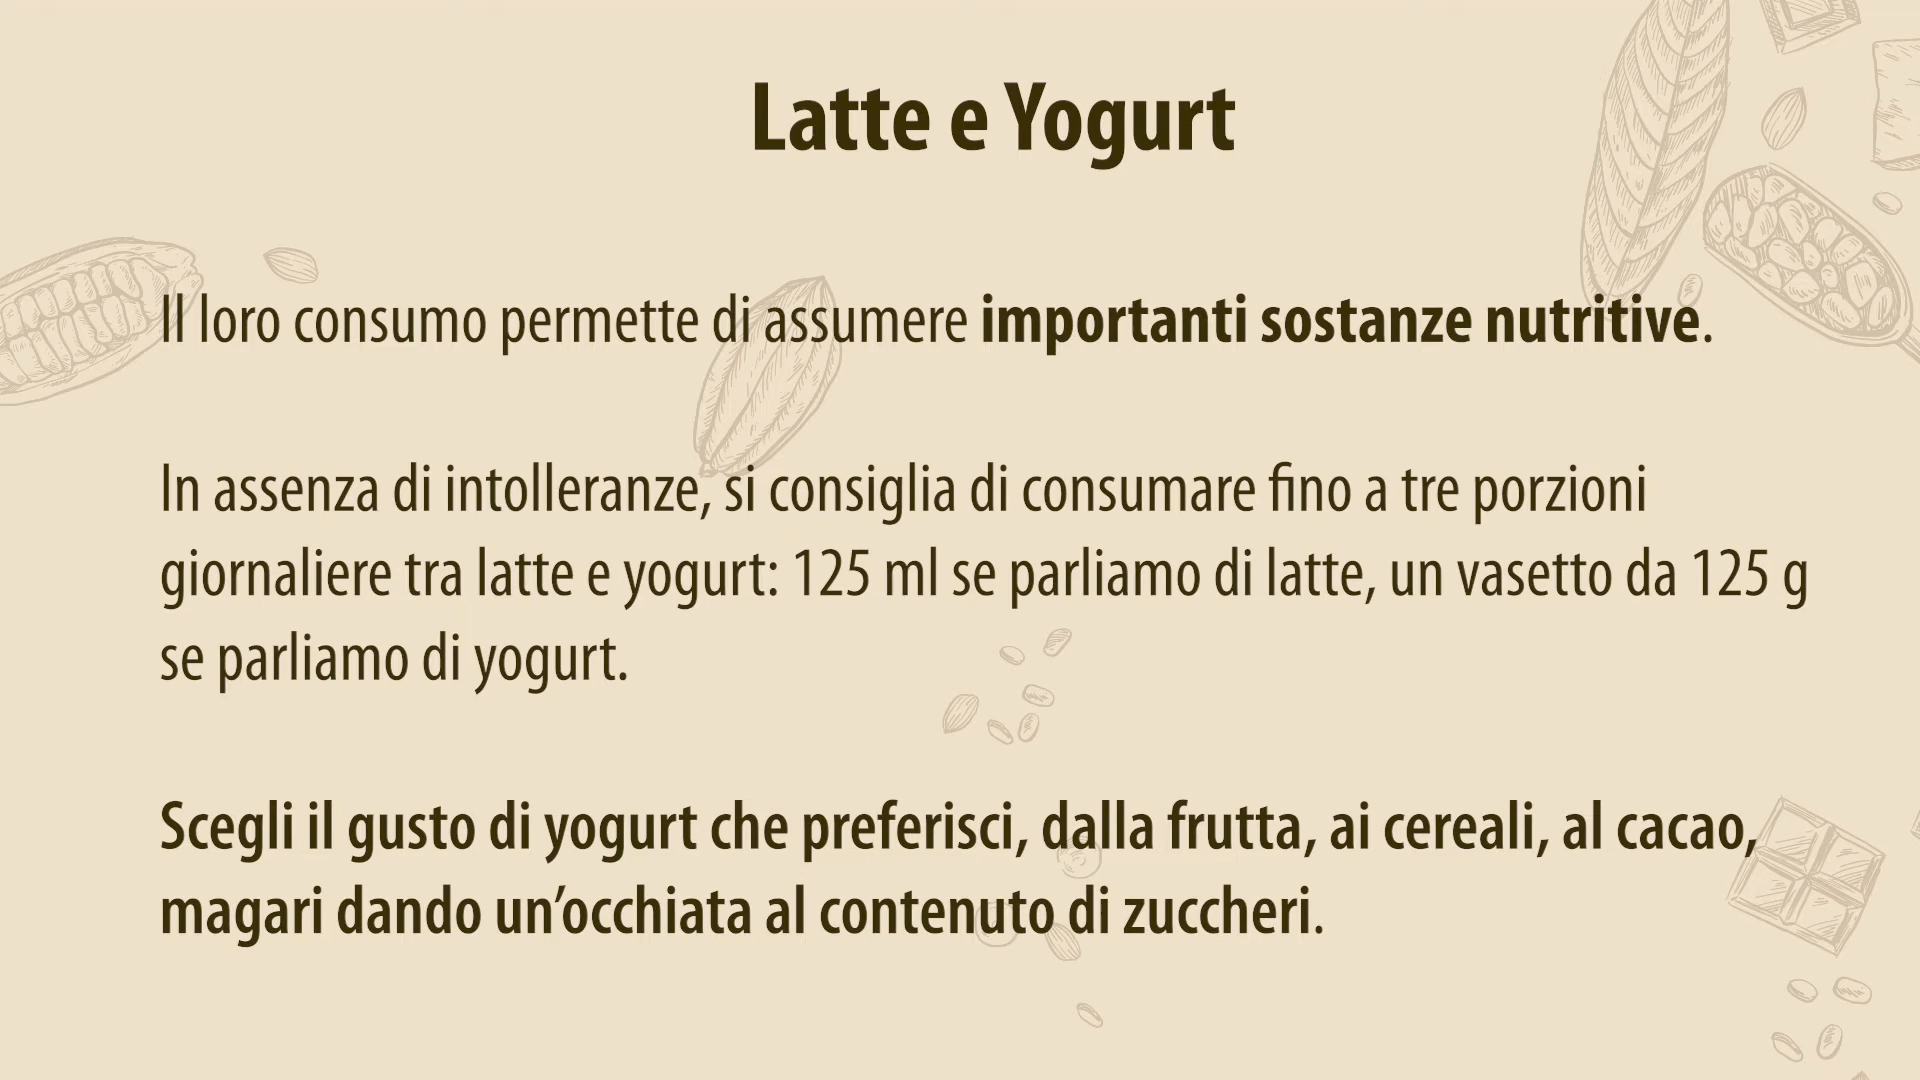 Latte e Yogurt
Il loro consumo permette di assumere importanti sostanze nutritive.
In assenza di intolleranze, si consiglia di consumare fino a tre porzioni
giornaliere tra latte e yogurt: 125 ml se parliamo di latte, un vasetto da 125 g
se parliamo di yogurt.
Scegli il gusto di yogurt che preferisci, dalla frutta, ai cereali, al cacao,
magari dando un’occhiata al contenuto di zuccheri.